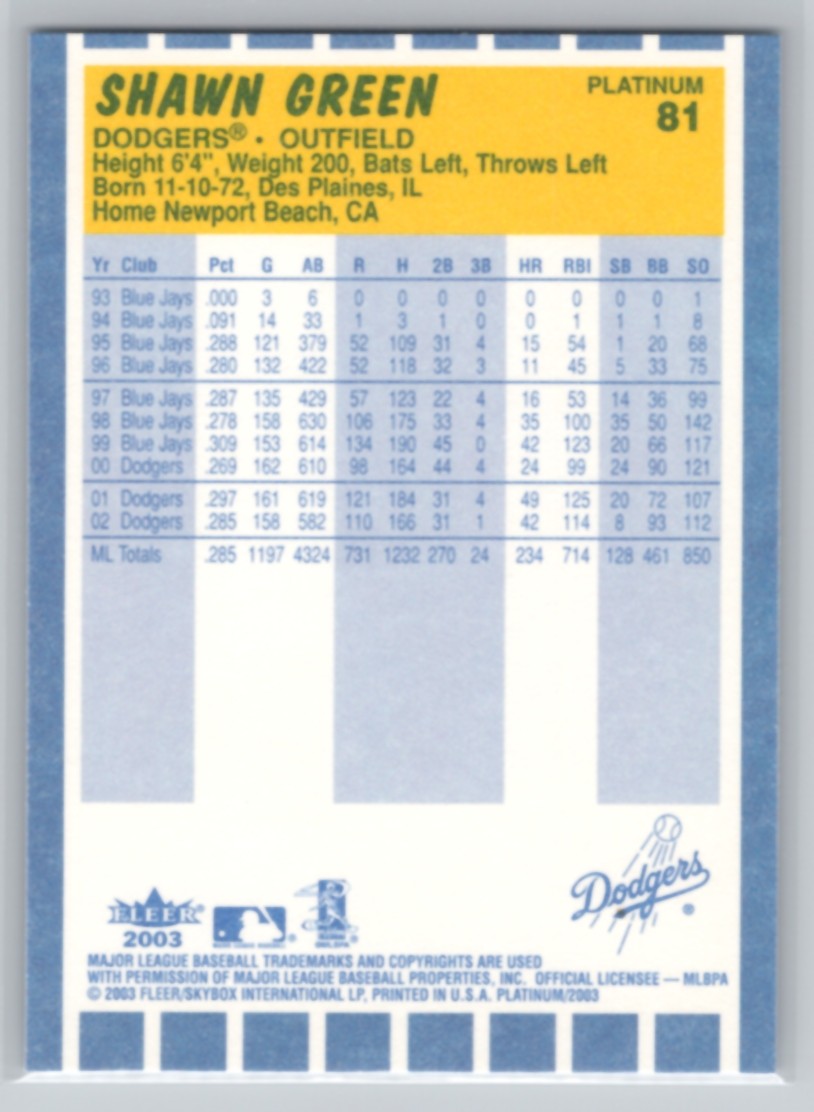 SHAWN GREEN
PLATINUM
81
DODGERS® · OUTFIELD
Height 6'4", Weight 200, Bats Left, Throws Left
Born 11-10-72, Des Plaines, IL
Home Newport Beach, CA
Yr Club Pct G AB R H 2B 3B HR RBI SB BB SO
93 Blue Jays .000 3 6 0 0 0 0 0 0 0 0 1
94 Blue Jays .091 14 33 1 3 1 0 0 1 1 1 8
95 Blue Jays .288 121 379 52 109 31 4 15 54 1 20 68
96 Blue Jays .280 132 422 52 118 32 3 11 45 5 33 75
97 Blue Jays .287 135 429 57 123 22 4 16 53 14 36 99
98 Blue Jays .278 158 630 106 175 33 4 35 100 35 50 142
99 Blue Jays .309 153 614 134 190 45 0 42 123 20 66 117
00 Dodgers .269 162 610 98 164 44 4 24 99 24 90 121
01 Dodgers .297 161 619 121 184 31 4 49 125 20 72 107
02 Dodgers .285 158 582 110 166 31 1 42 114 8 93 112
ML Totals .285 1197 4324 731 1232 270 24 234 714 128 461 850
Dodgers ®
FLEER
2003
MAJOR LEAGUE BASEBALL TRADEMARKS AND COPYRIGHTS ARE USED
WITH PERMISSION OF MAJOR LEAGUE BASEBALL PROPERTIES, INC. OFFICIAL LICENSEE — MLBPA
© 2003 FLEER/SKYBOX INTERNATIONAL LP, PRINTED IN U.S.A. PLATINUM/2003